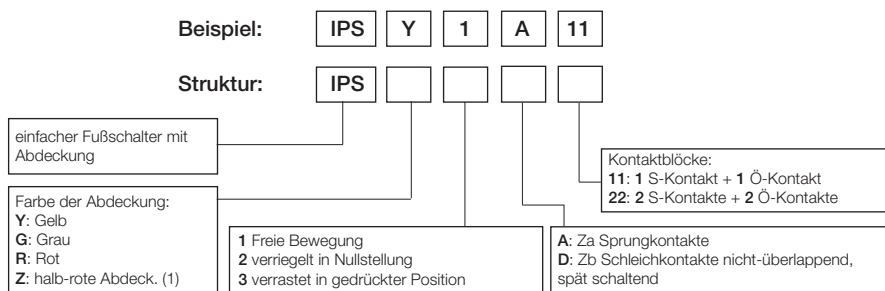 Beispiel: IPS Y 1 A 11
Struktur: IPS
einfacher Fußschalter mit
Abdeckung
Farbe der Abdeckung:
Y: Gelb
G: Grau
R: Rot
Z: halb-rote Abdeck. (1)
1 Freie Bewegung
2 verriegelt in Nullstellung
3 verrastet in gedrückter Position
A: Za Sprungkontakte
D: Zb Schleichkontakte nicht-überlappend,
spät schaltend
Kontaktblöcke:
11: 1 S-Kontakt + 1 Ö-Kontakt
22: 2 S-Kontakte + 2 Ö-Kontakte